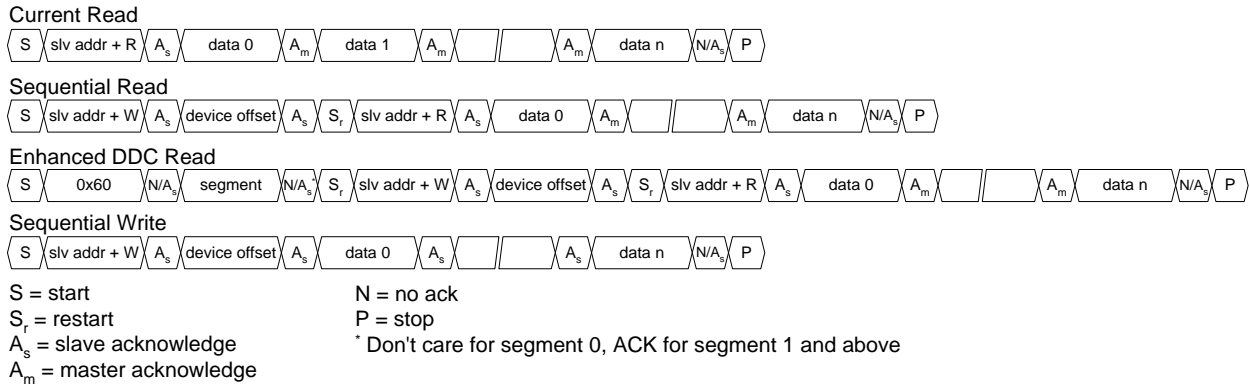 Current Read
S slv addr + R As data 0 Am data 1 Am Am data n N/As P
Sequential Read
S slv addr + W As device offset As Sr slv addr + R As data 0 Am Am data n N/As P
Enhanced DDC Read
S 0x60 N/As segment N/As* Sr slv addr + W As device offset As Sr slv addr + R As data 0 Am Am data n N/As P
Sequential Write
S slv addr + W As device offset As data 0 As As data n N/As P
S = start
Sr = restart
As = slave acknowledge
Am = master acknowledge
N = no ack
P = stop
* Don't care for segment 0, ACK for segment 1 and above